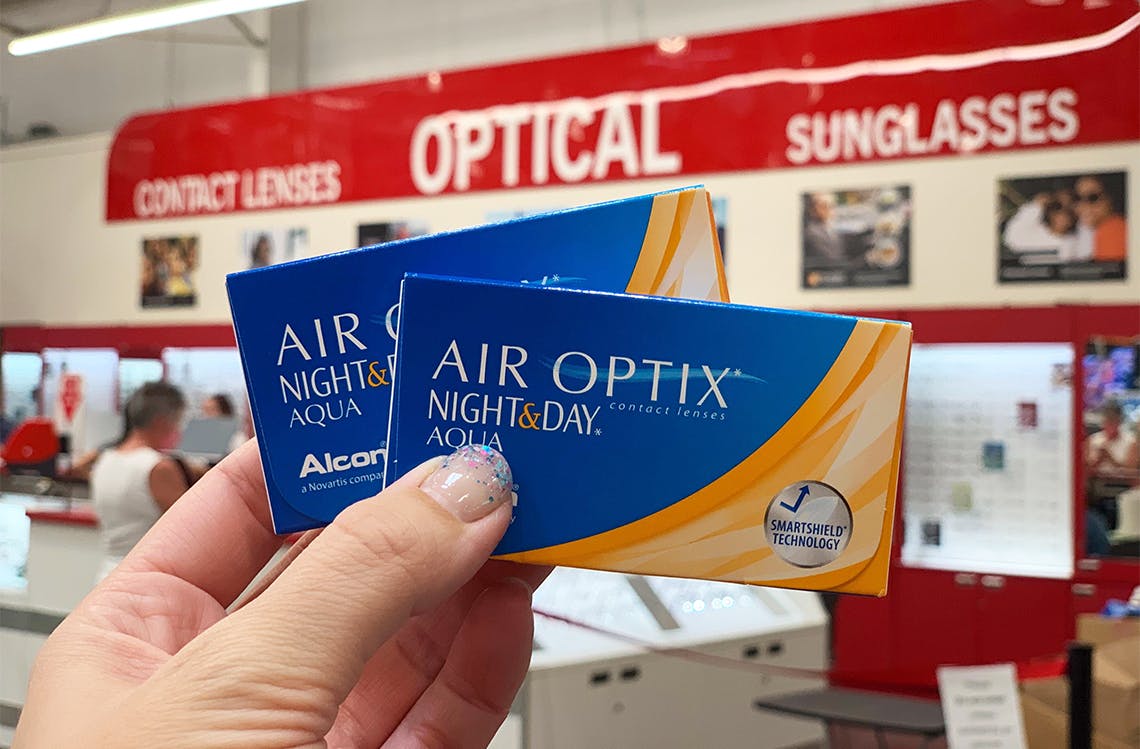 CONTACT LENSES
OPTICAL
SUNGLASSES
AIR
NIGHT&
AQUA
Alcon
a Novartis company
AIR OPTIX*
NIGHT&DAY*
contact lenses
AQUA
SMARTSHIELD*
TECHNOLOGY